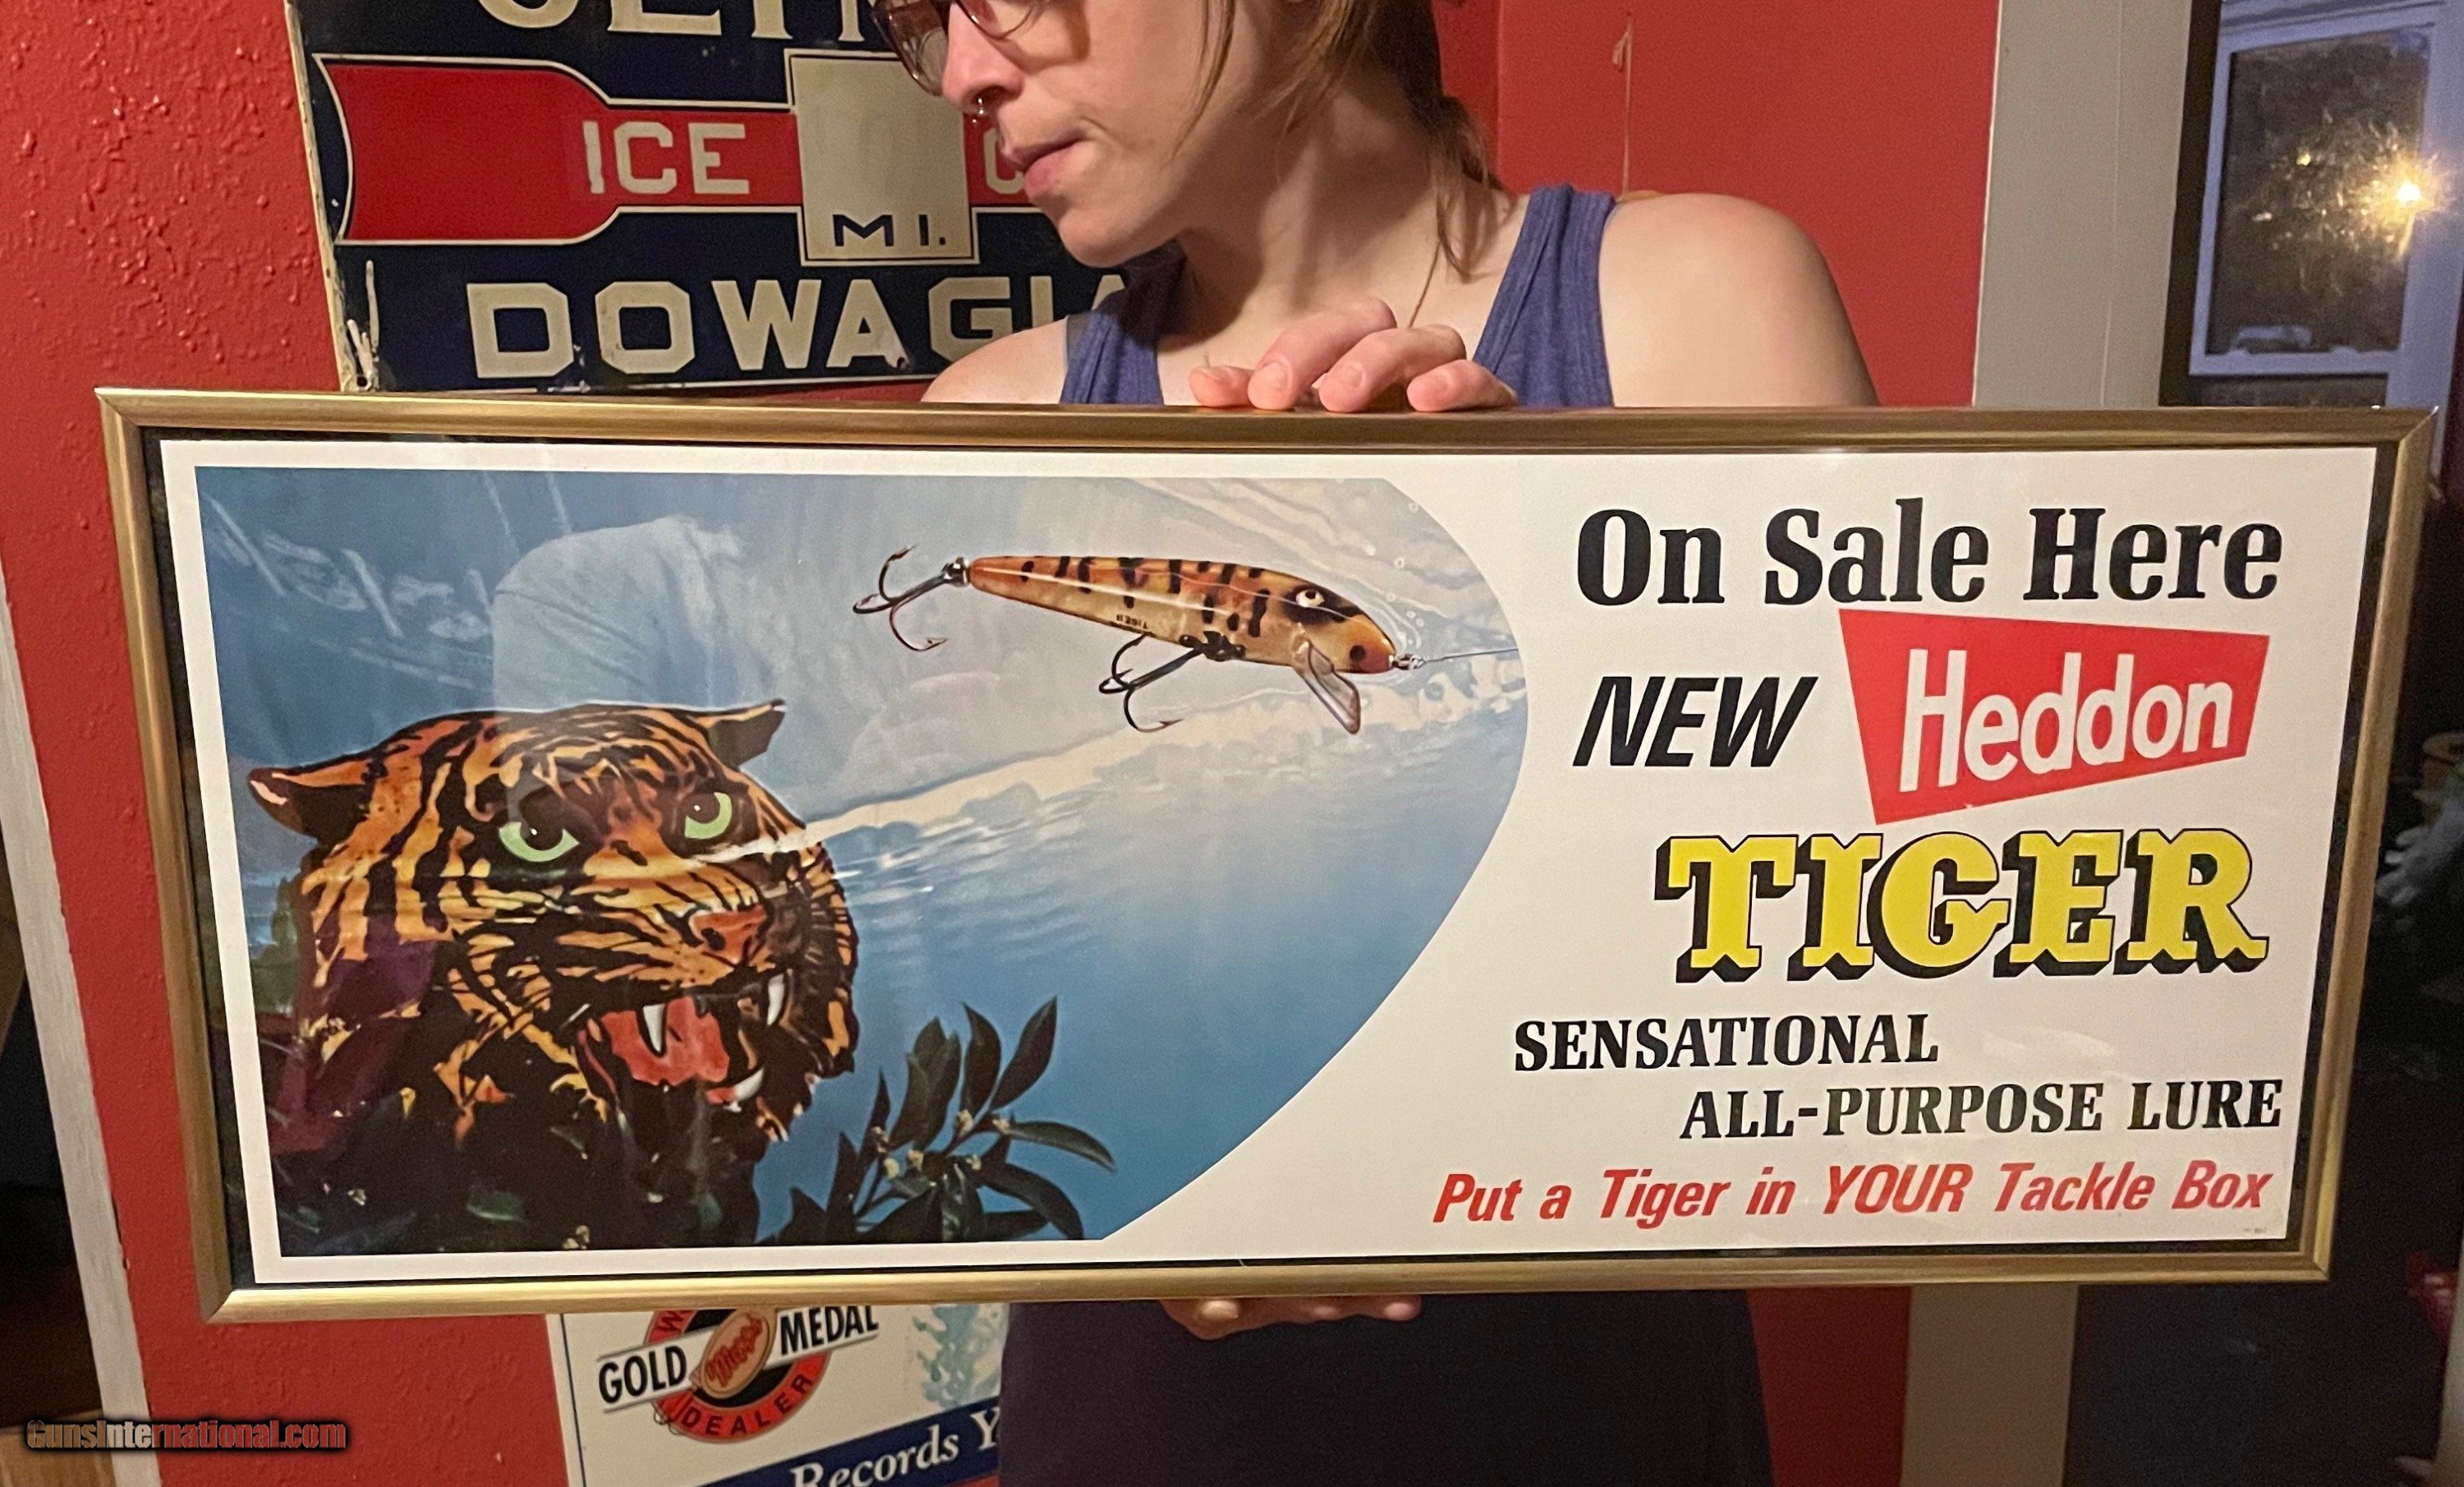 ICE
MI.
DOWAGI
On Sale Here
NEW Heddon
TIGER
SENSATIONAL
ALL-PURPOSE LURE
Put a Tiger in YOUR Tackle Box
TIGER
GOLD MEDAL
DEALER
Records Y
GunsInternational.com